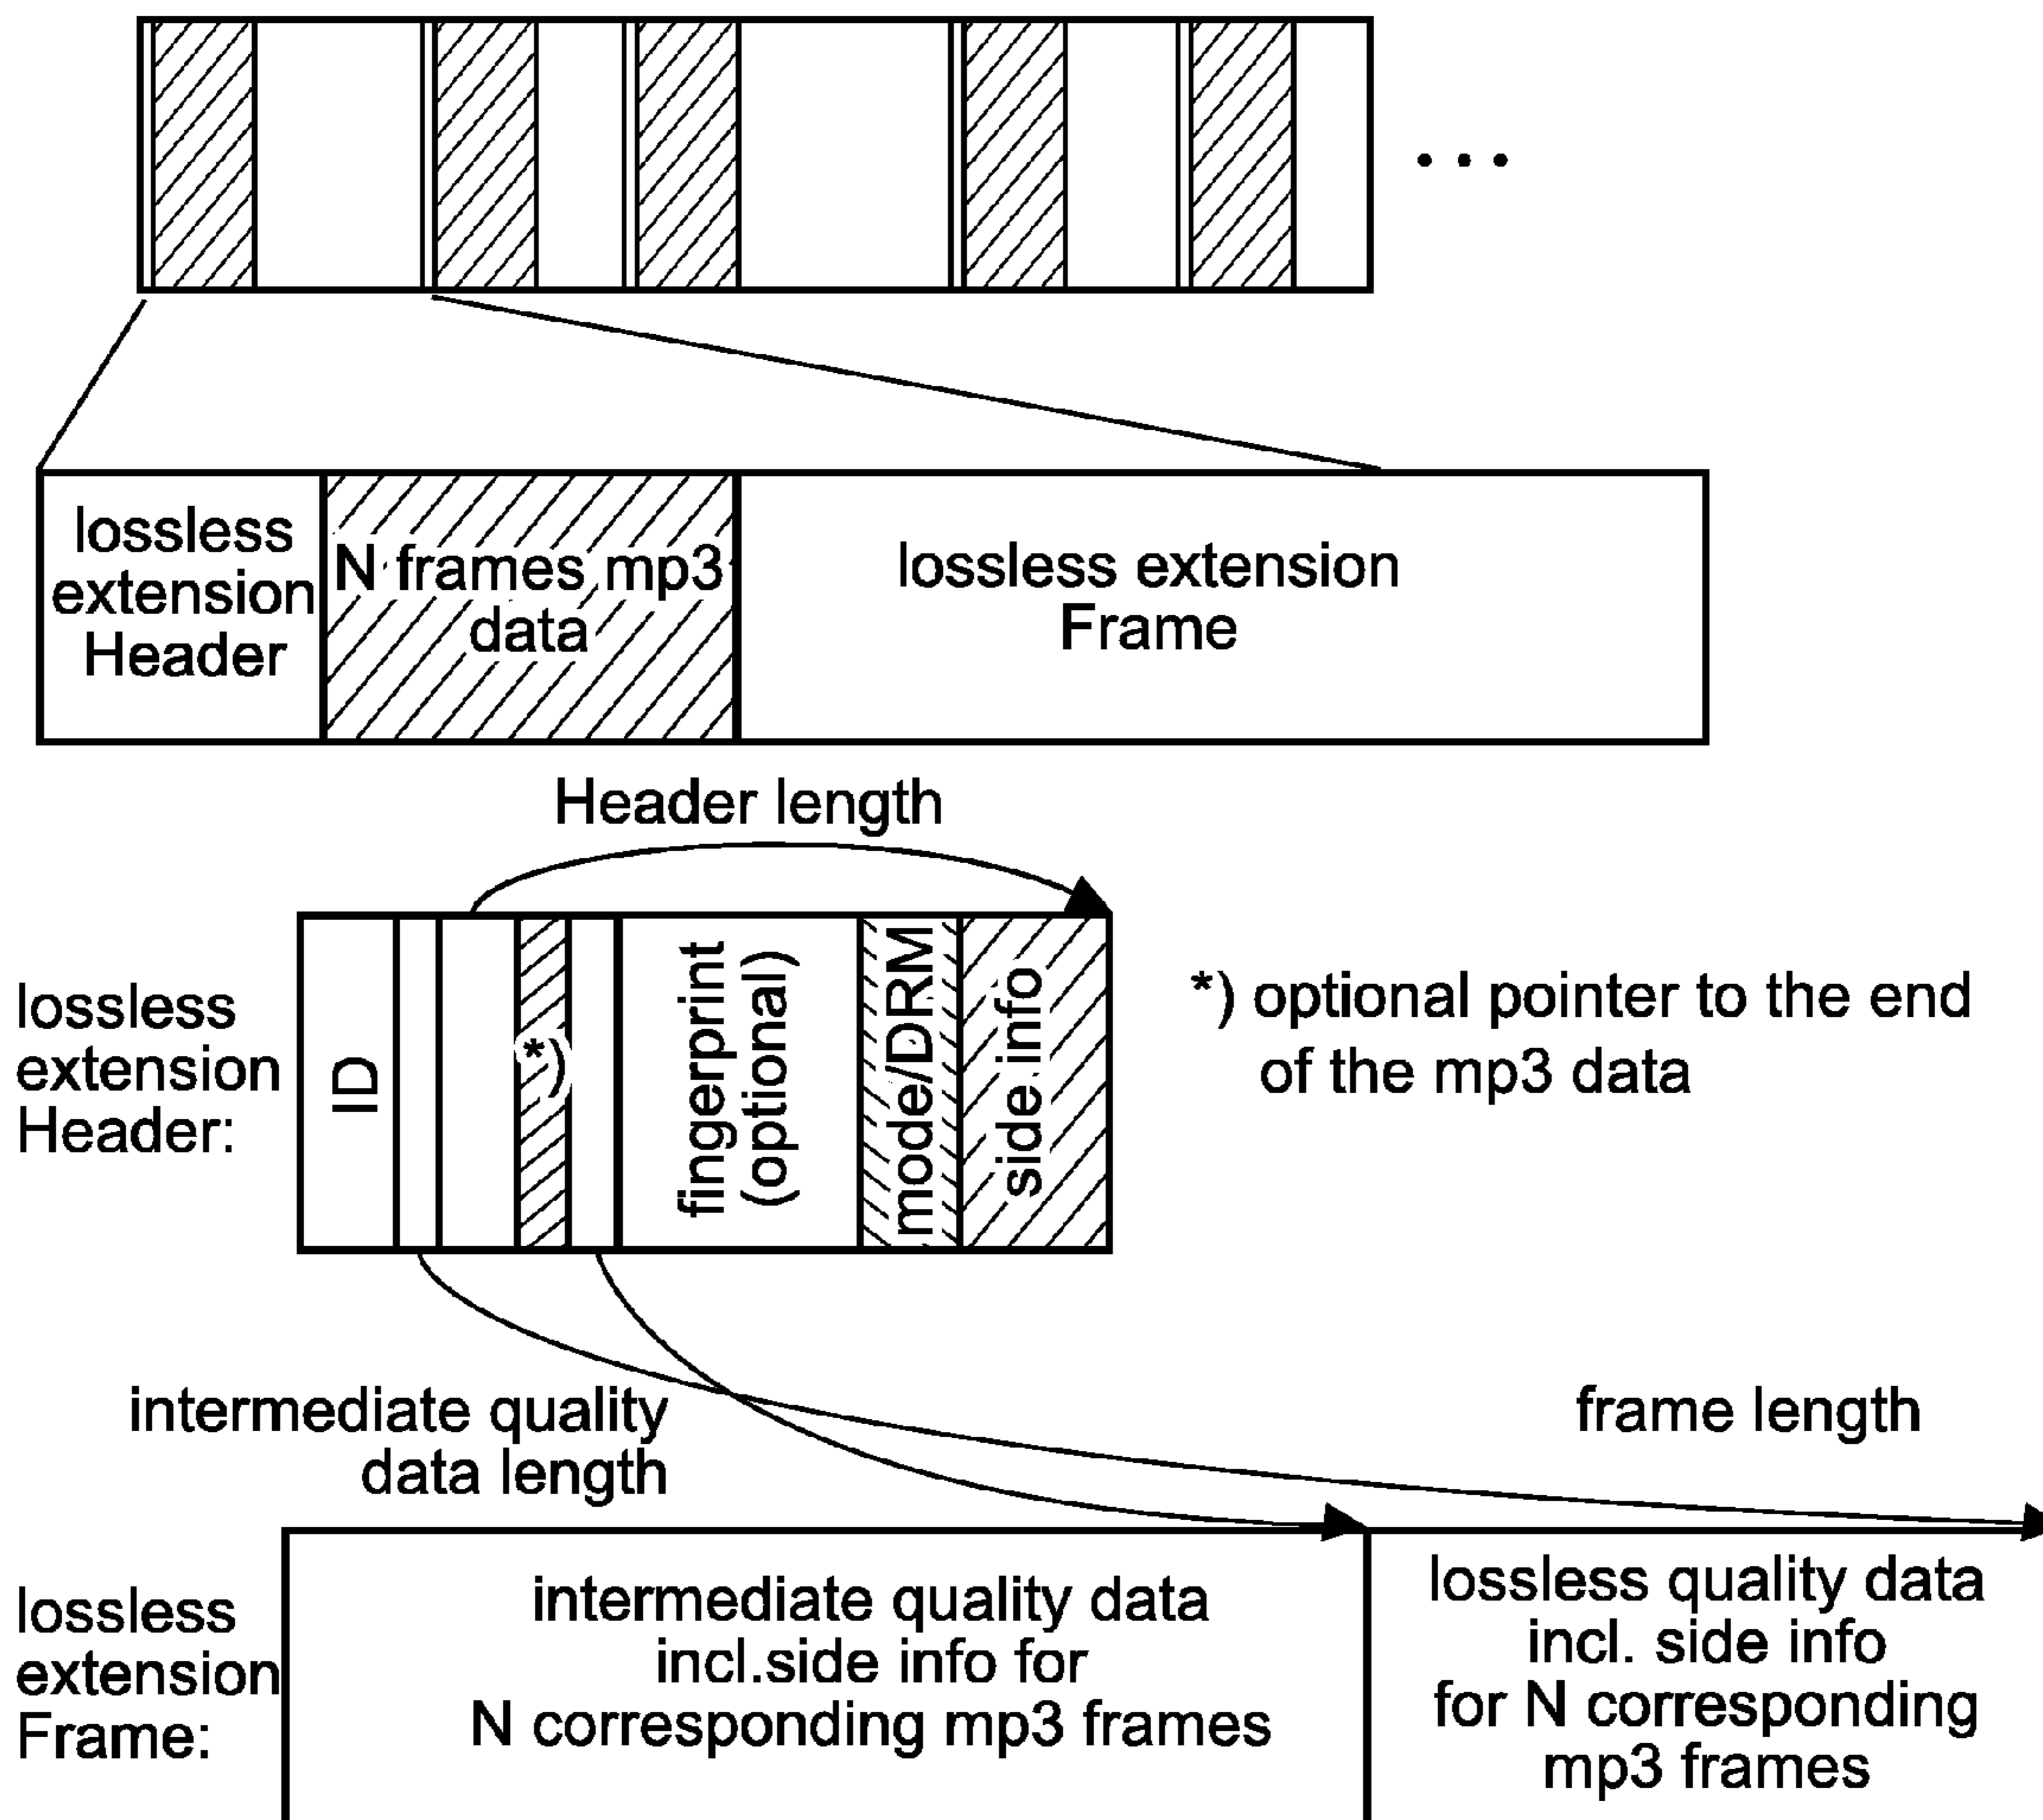 lossless
extension
Header
N frames mp3
data
lossless extension
Frame
Header length
lossless
extension
Header:
ID
*)
fingerprint
(optional)
mode/DRM
side info
*) optional pointer to the end
of the mp3 data
intermediate quality
data length
frame length
lossless
extension
Frame:
intermediate quality data
incl.side info for
N corresponding mp3 frames
lossless quality data
incl. side info
for N corresponding
mp3 frames